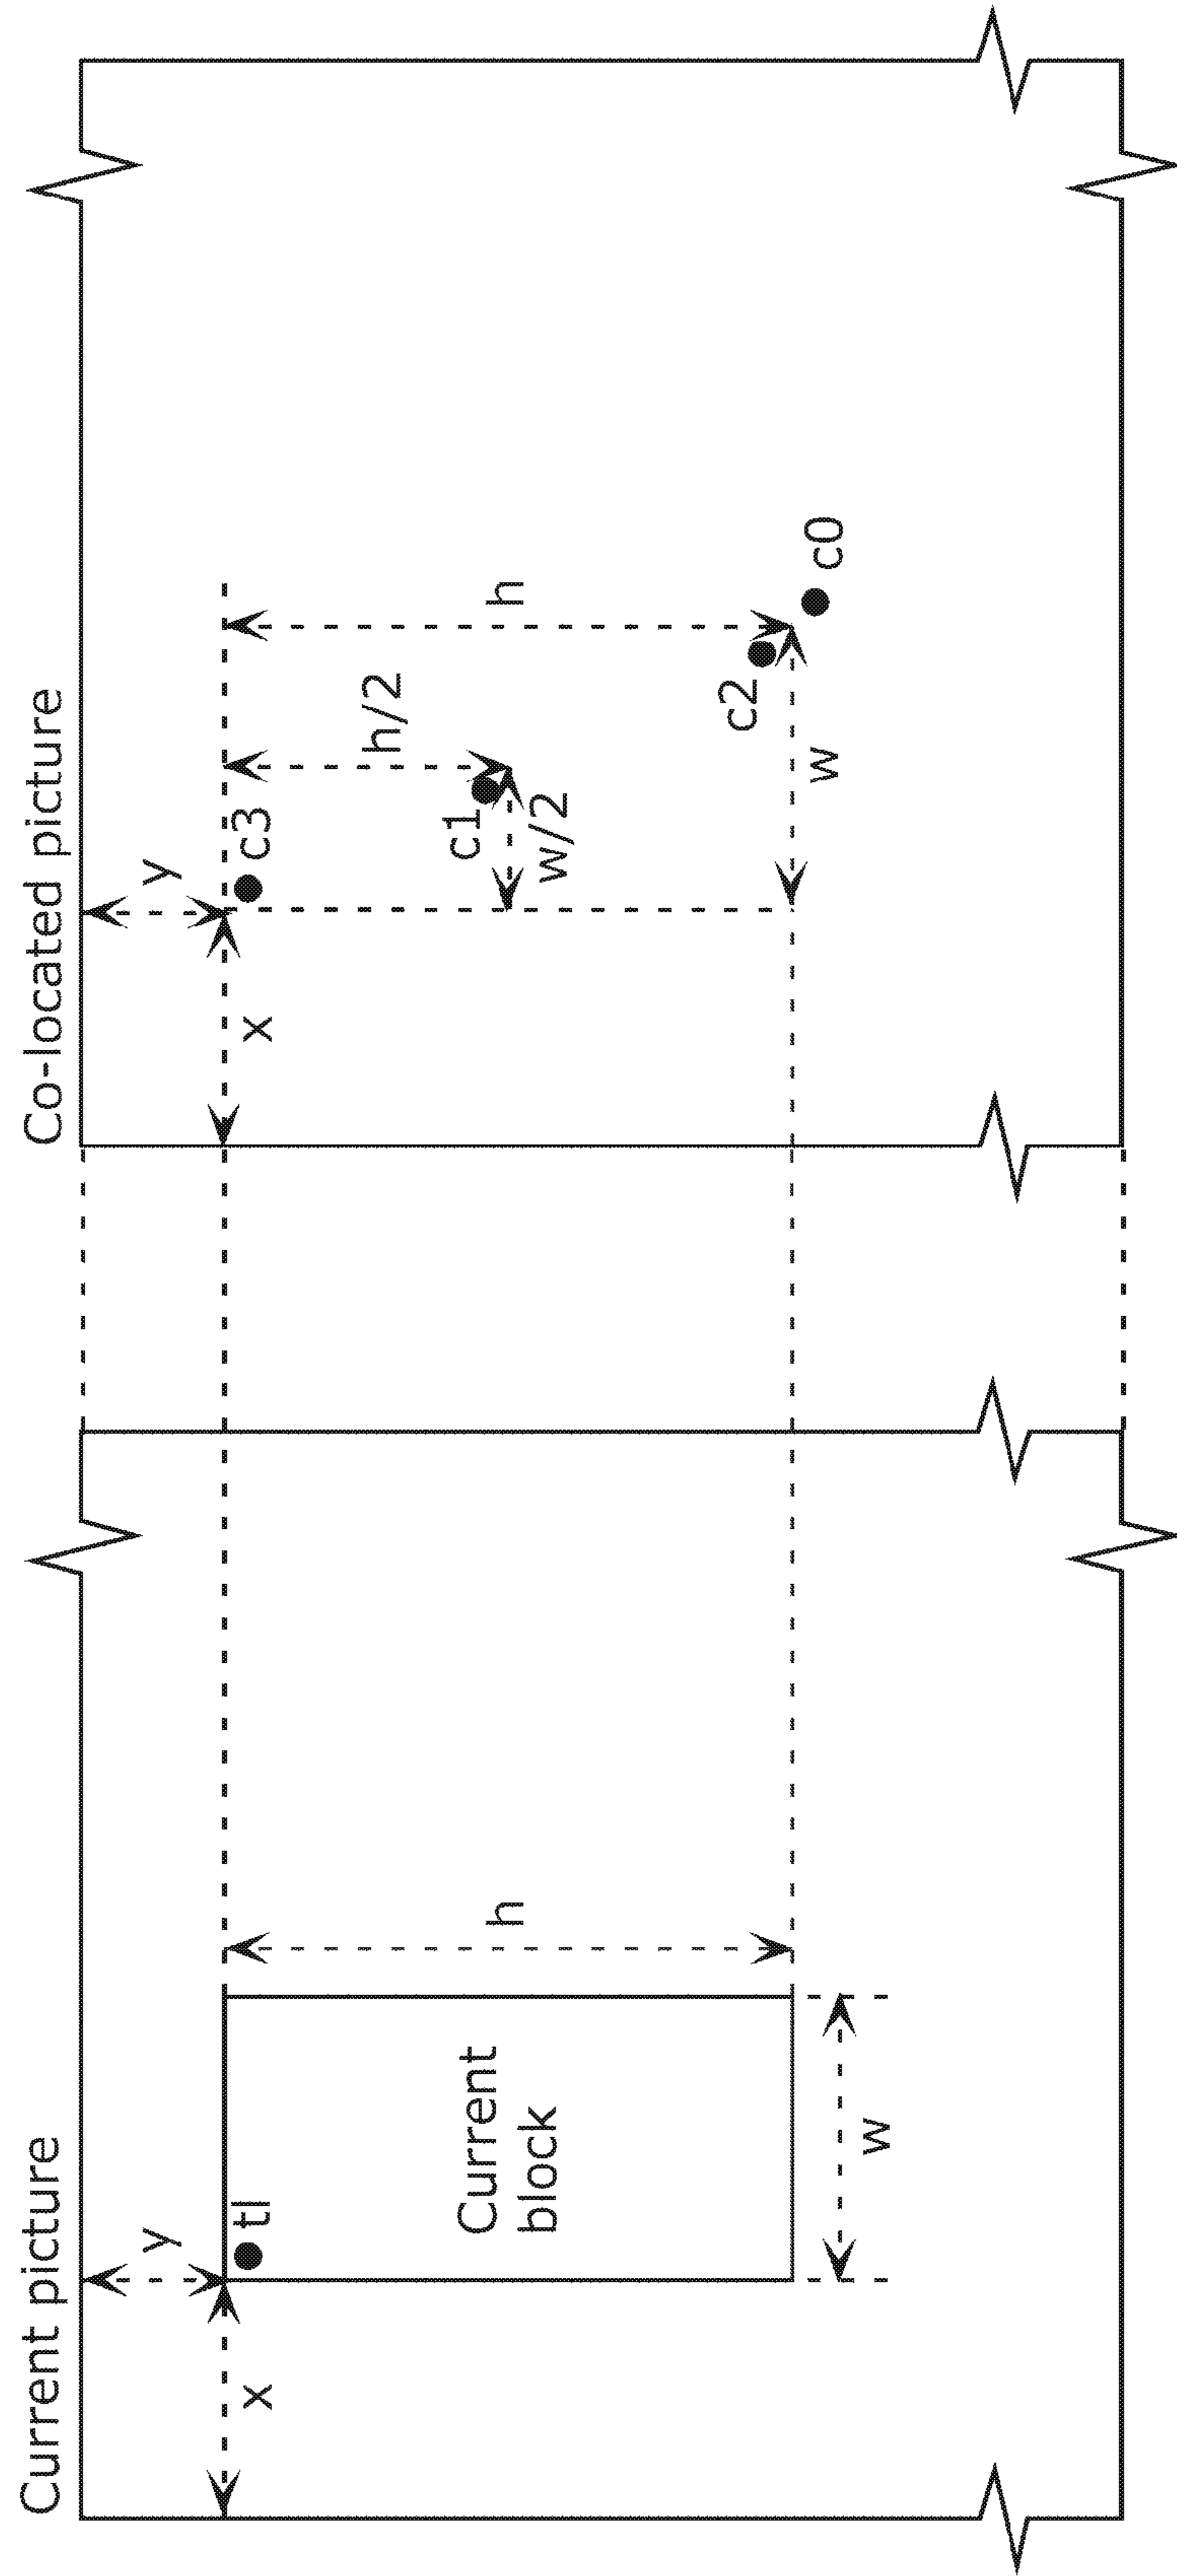 Current picture
y
x
tl
Current
block
h
w
Co-located picture
y
x
c3
h/2
h
c1
w/2
c2
w
c0